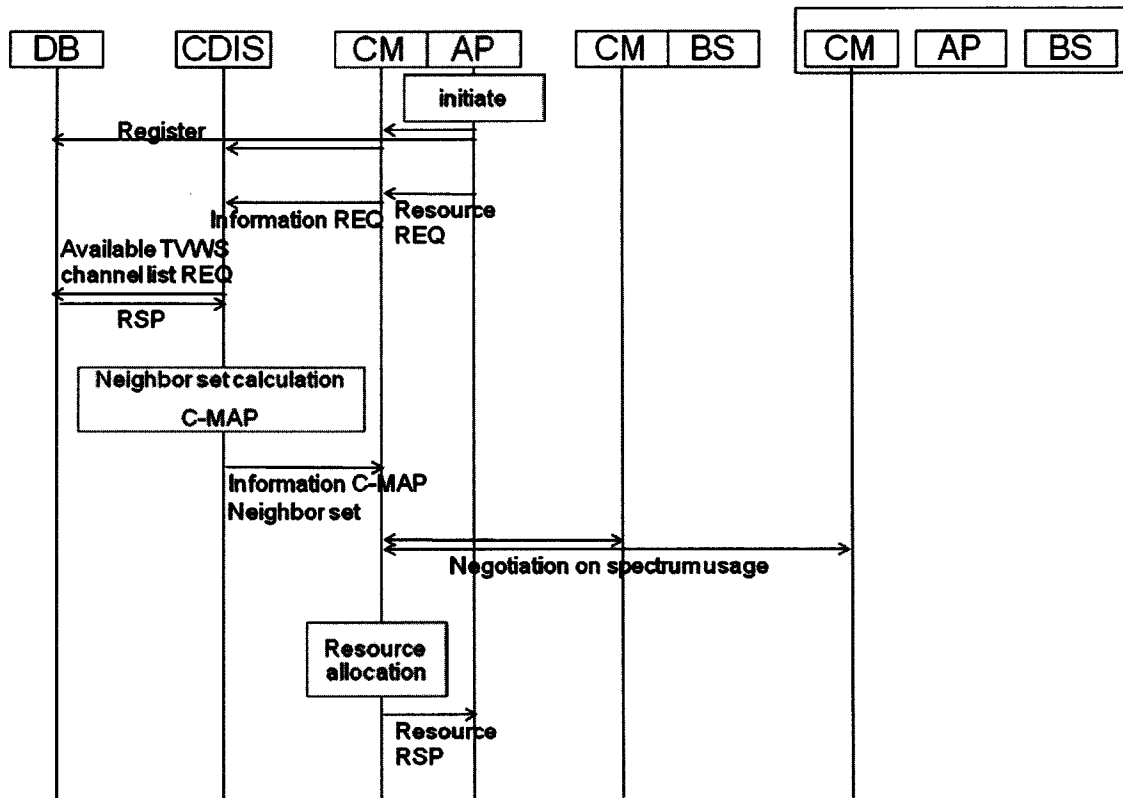 DB CDIS CM AP CM BS CM AP BS
initiate
Register
Information REQ
Resource
REQ
Available TVWS
channel list REQ
RSP
Neighbor set calculation
C-MAP
Information C-MAP
Neighbor set
Negotiation on spectrum usage
Resource
allocation
Resource
RSP